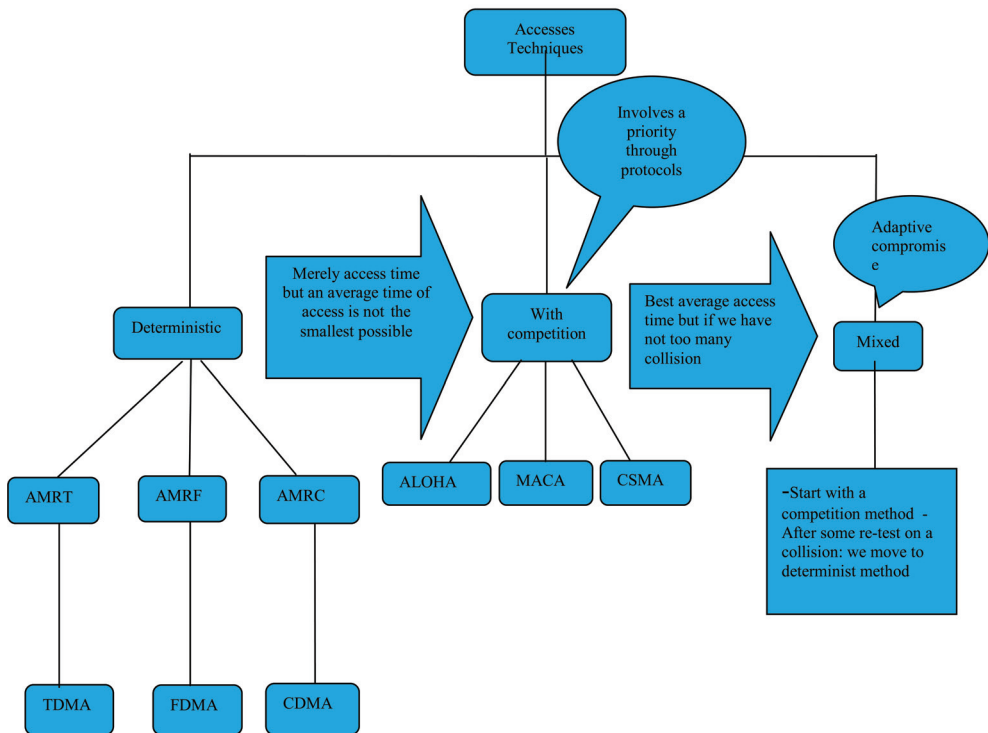 Accesses
Techniques
Involves a
priority
through
protocols
Adaptive
compromis
e
Merely access time
but an average time of
access is not the
smallest possible
Deterministic
With
competition
Best average access
time but if we have
not too many
collision
Mixed
AMRT
AMRF
AMRC
ALOHA
MACA
CSMA
-Start with a
competition method -
After some re-test on a
collision: we move to
determinist method
TDMA
FDMA
CDMA